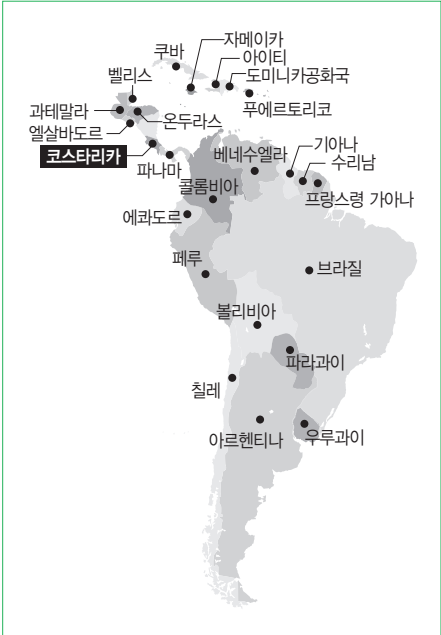 쿠바
자메이카
아이티
도미니카공화국
푸에르토리코
벨리스
과테말라
온두라스
엘살바도르
코스타리카
파나마
베네수엘라
기아나
수리남
프랑스령 가아나
콜롬비아
에콰도르
페루
브라질
볼리비아
파라과이
칠레
아르헨티나
우루과이